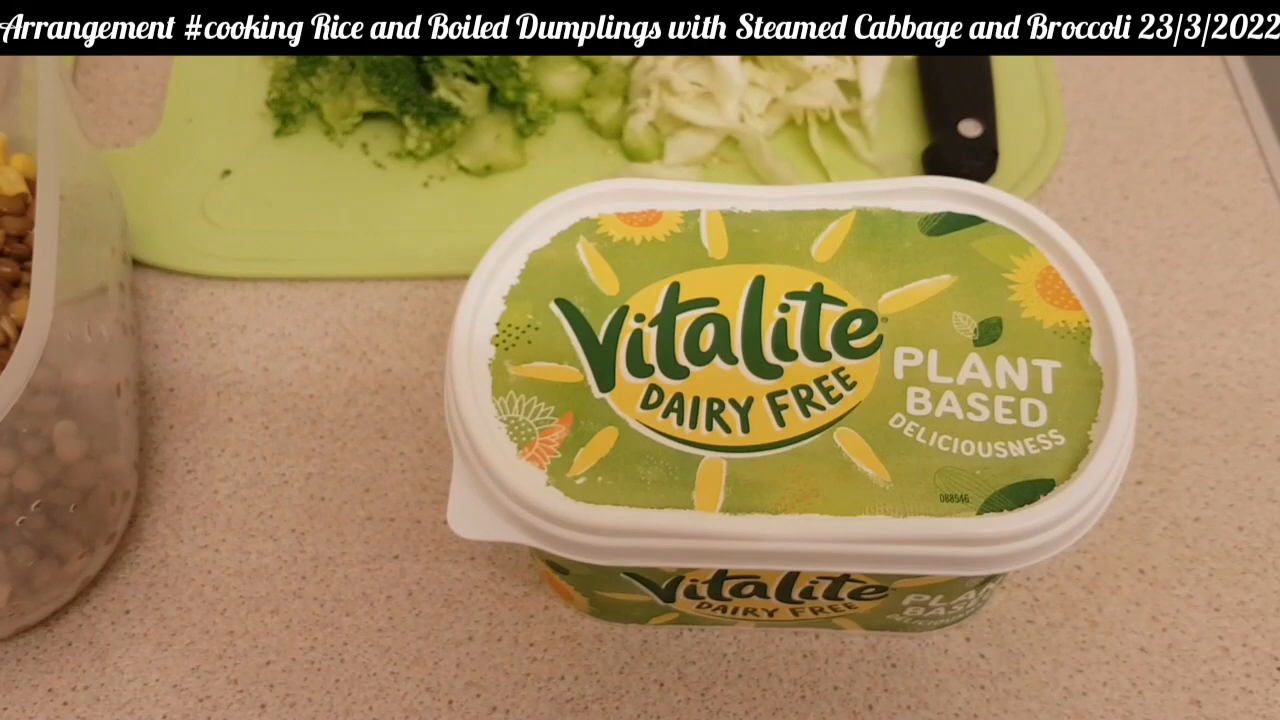 Arrangement #cooking Rice and Boiled Dumplings with Steamed Cabbage and Broccoli 23/3/2022
Vitalite
DAIRY FREE
PLANT
BASED
DELICIOUSNESS
088546
Vitalite
DAIRY FREE